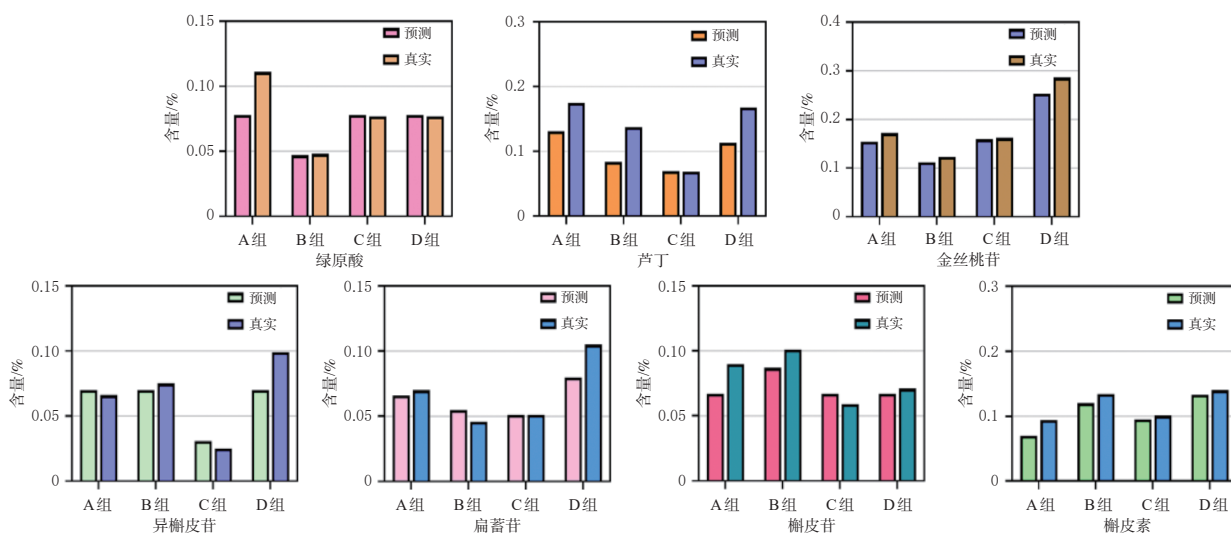 0.15
0.10
0.05
0
含量/%
预测
真实
A组 B组 C组 D组
绿原酸
0.3
0.2
0.1
0
含量/%
预测
真实
A组 B组 C组 D组
芦丁
0.4
0.3
0.2
0.1
0
含量/%
预测
真实
A组 B组 C组 D组
金丝桃苷
0.15
0.10
0.05
0
含量/%
预测
真实
A组 B组 C组 D组
异槲皮苷
0.15
0.10
0.05
0
含量/%
预测
真实
A组 B组 C组 D组
扁蓄苷
0.15
0.10
0.05
0
含量/%
预测
真实
A组 B组 C组 D组
槲皮苷
0.3
0.2
0.1
0
含量/%
预测
真实
A组 B组 C组 D组
槲皮素